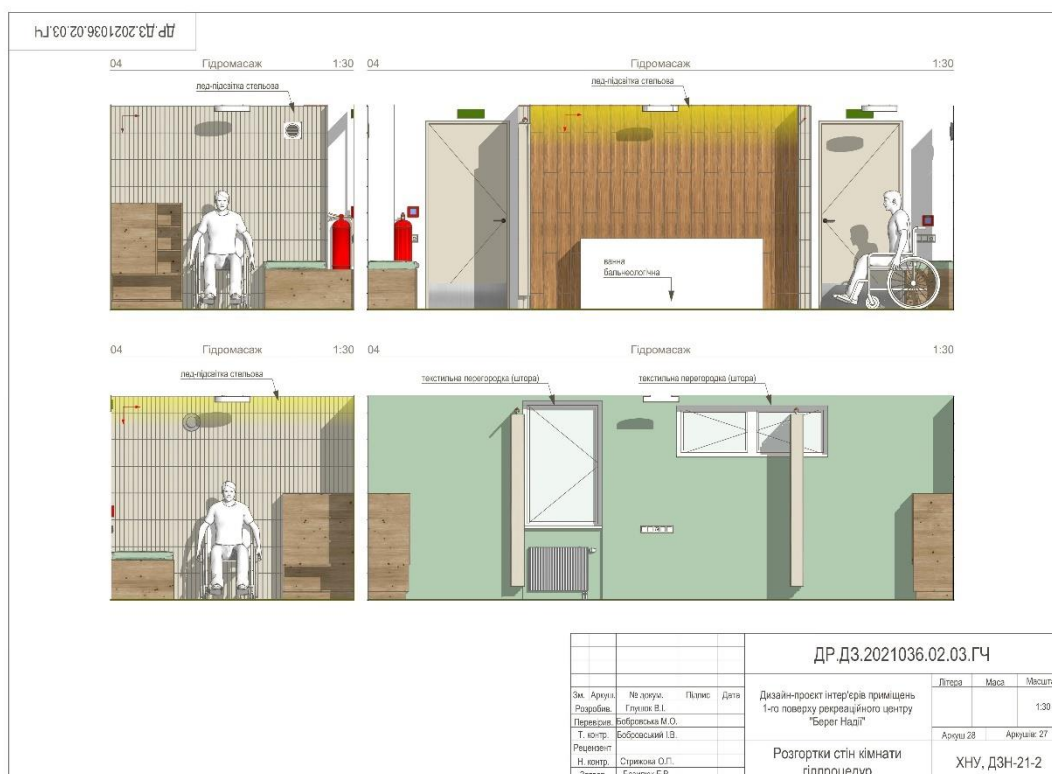 ДР.ДЗ.2021036.02.03.ГЧ
04 Гідромасаж 1:30
лед-підсвітка стельова
04 Гідромасаж 1:30
лед-підсвітка стельова
ванна
бальнеологічна
04 Гідромасаж 1:30
лед-підсвітка стельова
04 Гідромасаж 1:30
текстильна перегородка (штора)
текстильна перегородка (штора)
ДР.ДЗ.2021036.02.03.ГЧ
Зм. Аркуш. № докум. Підпис Дата
Розробив. Глушок В.І.
Перевірив. Бобровська М.О.
Т. контр. Бобровський І.В.
Рецензент
Н. контр. Стрижова О.Г.
Дизайн-проєкт інтер'єрів приміщень
1-го поверху рекреаційного центру
"Берег Надії"
Літера Маса
1:30
Аркуш 28 Аркушів: 27
Розгортки стін кімнати
гідропроцедур
ХНУ, ДЗН-21-2